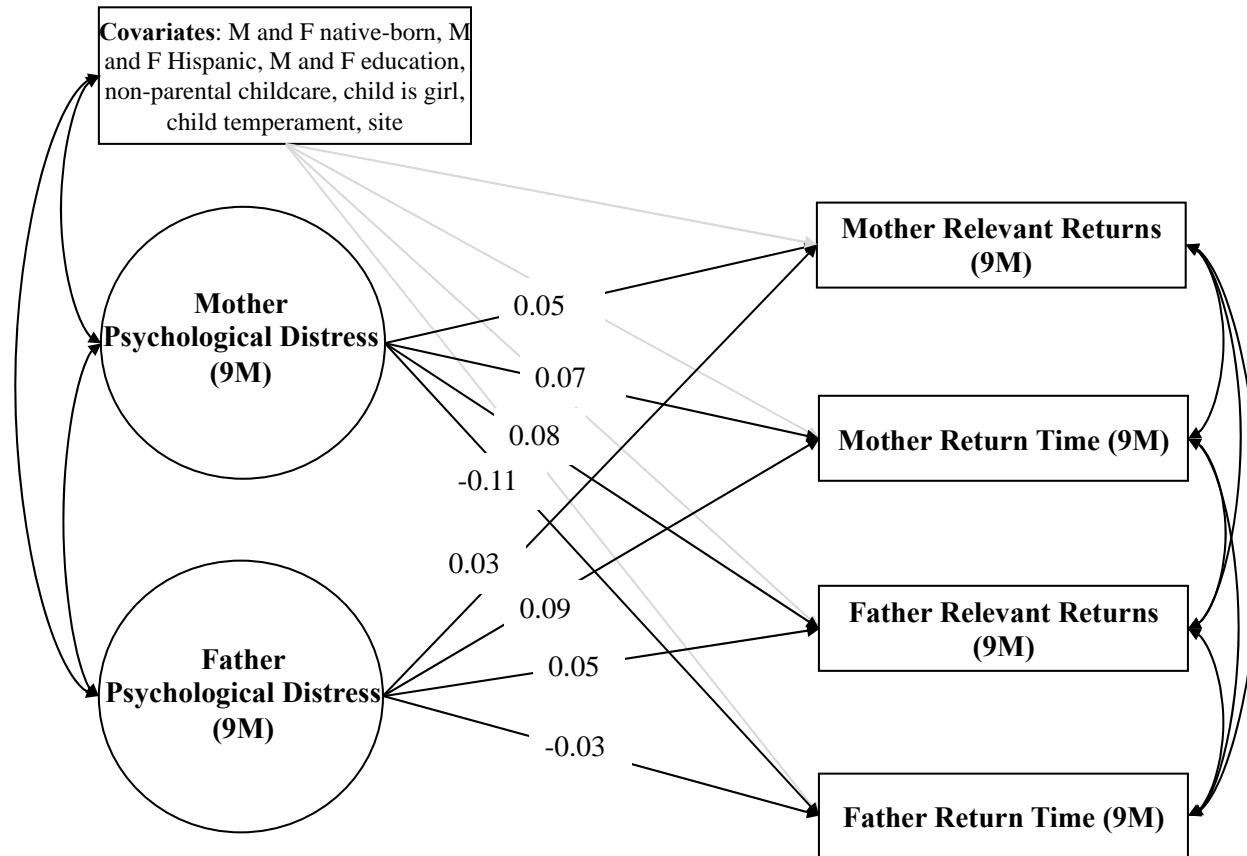 Covariates: M and F native-born, M
and F Hispanic, M and F education,
non-parental childcare, child is girl,
child temperament, site
Mother
Psychological Distress
(9M)
Father
Psychological Distress
(9M)
0.05
0.07
0.08
-0.11
0.03
0.09
0.05
-0.03
Mother Relevant Returns
(9M)
Mother Return Time (9M)
Father Relevant Returns
(9M)
Father Return Time (9M)